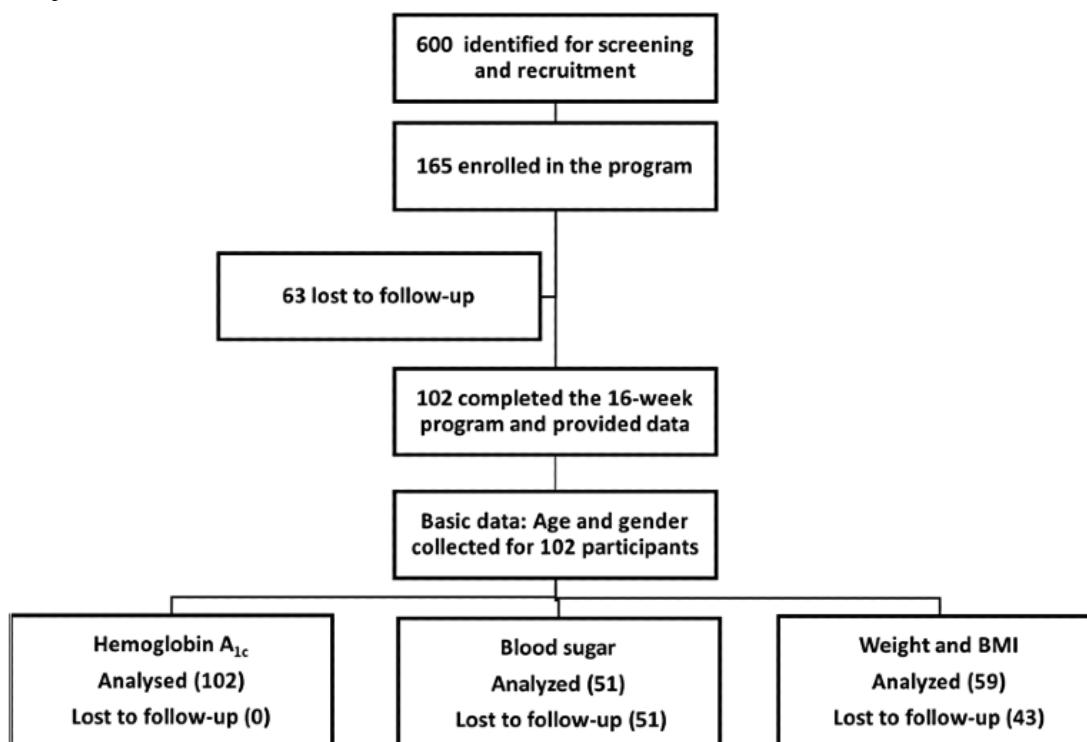 600 identified for screening
and recruitment
165 enrolled in the program
63 lost to follow-up
102 completed the 16-week
program and provided data
Basic data: Age and gender
collected for 102 participants
Hemoglobin A1c
Analysed (102)
Lost to follow-up (0)
Blood sugar
Analyzed (51)
Lost to follow-up (51)
Weight and BMI
Analyzed (59)
Lost to follow-up (43)